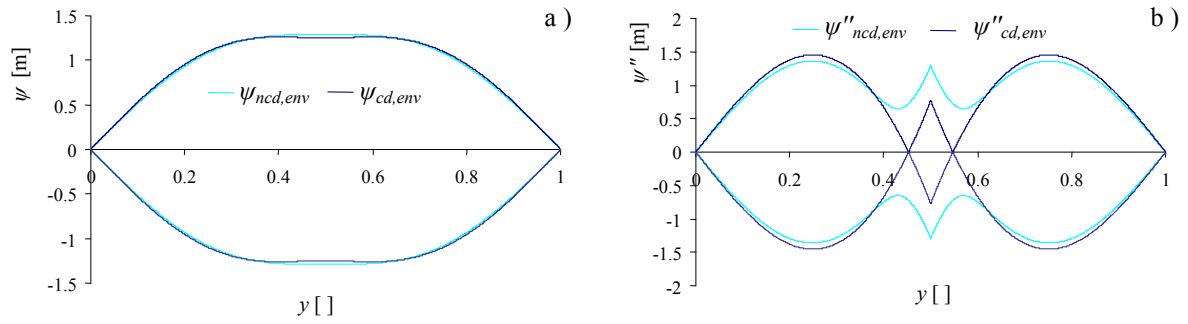 a )
1.5
1
0.5
0
-0.5
-1
-1.5
ψ [m]
ψncd,env ψcd,env
0 0.2 0.4 0.6 0.8 1
y [ ]
b )
2
1.5
1
0.5
0
-0.5
-1
-1.5
-2
ψ″ [m]
ψ″ncd,env ψ″cd,env
0 0.2 0.4 0.6 0.8 1
y [ ]